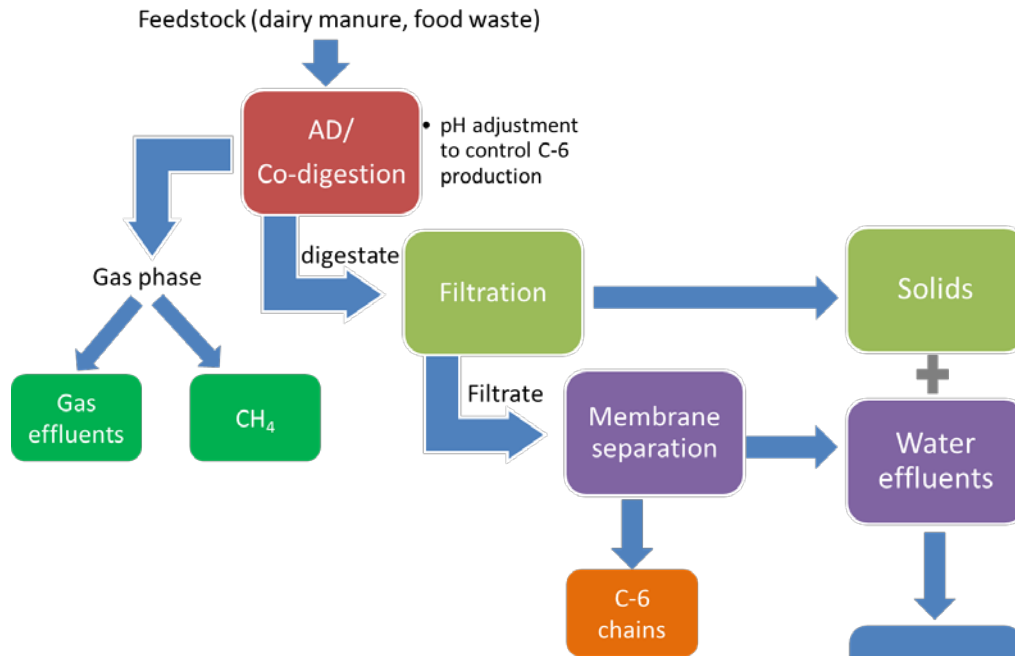 Feedstock (dairy manure, food waste)
AD/
Co-digestion
• pH adjustment
to control C-6
production
digestate
Gas phase
Filtration
Solids
Gas
effluents
CH₄
Filtrate
Membrane
separation
Water
effluents
C-6
chains